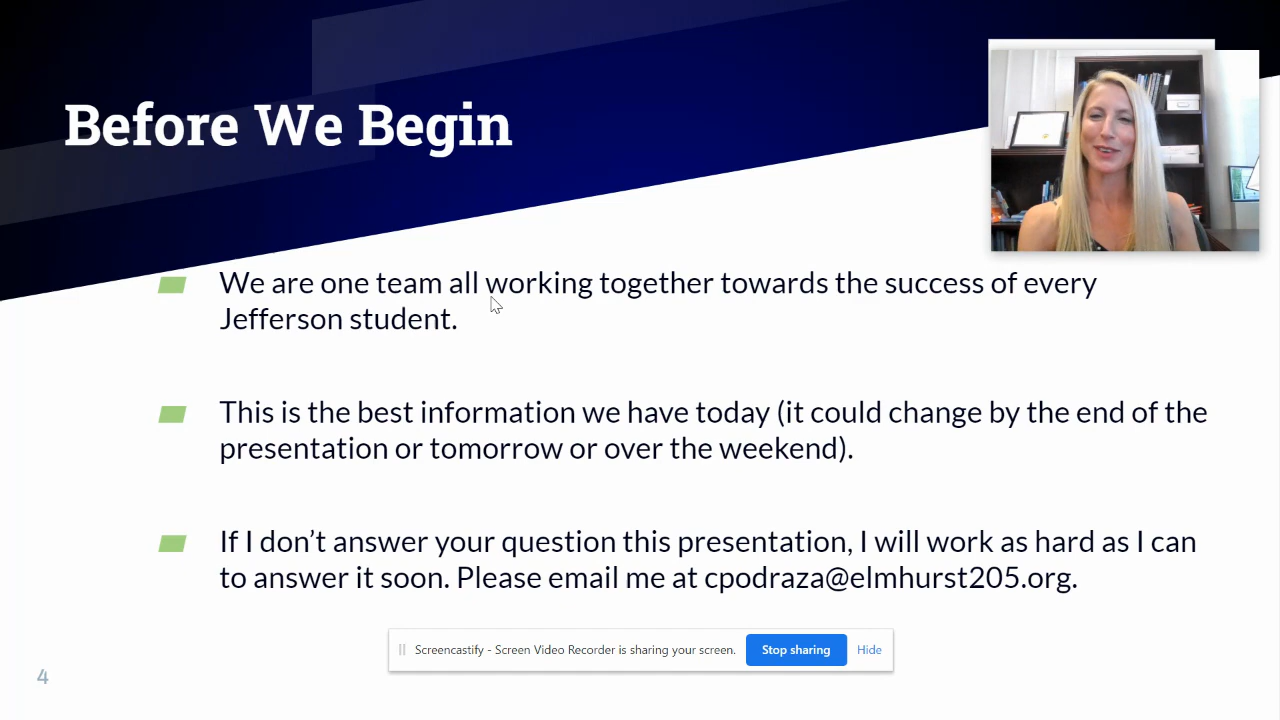 Before We Begin
We are one team all working together towards the success of every
Jefferson student.
This is the best information we have today (it could change by the end of the
presentation or tomorrow or over the weekend).
If I don’t answer your question this presentation, I will work as hard as I can
to answer it soon. Please email me at cpodraza@elmhurst205.org.
Screencastify - Screen Video Recorder is sharing your screen. Stop sharing Hide
4